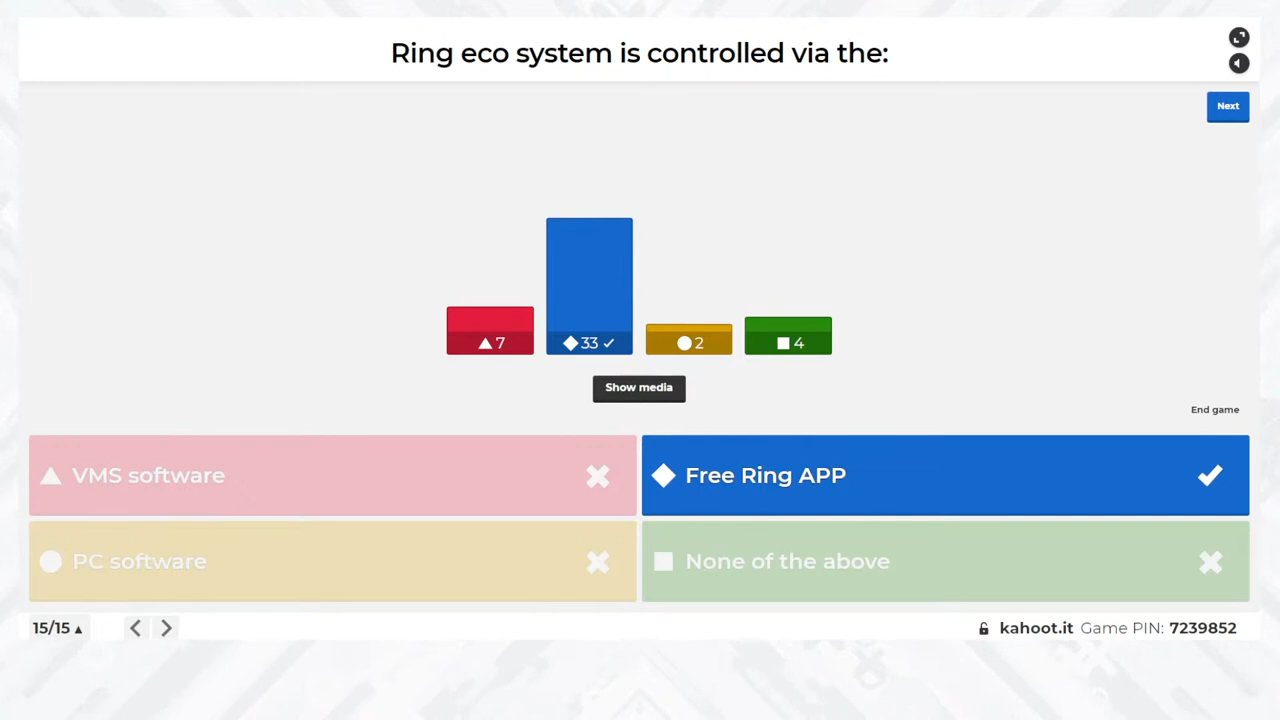 Ring eco system is controlled via the:
Next
7
33
2
4
Show media
End game
VMS software
Free Ring APP
PC software
None of the above
15/15
kahoot.it Game PIN: 7239852